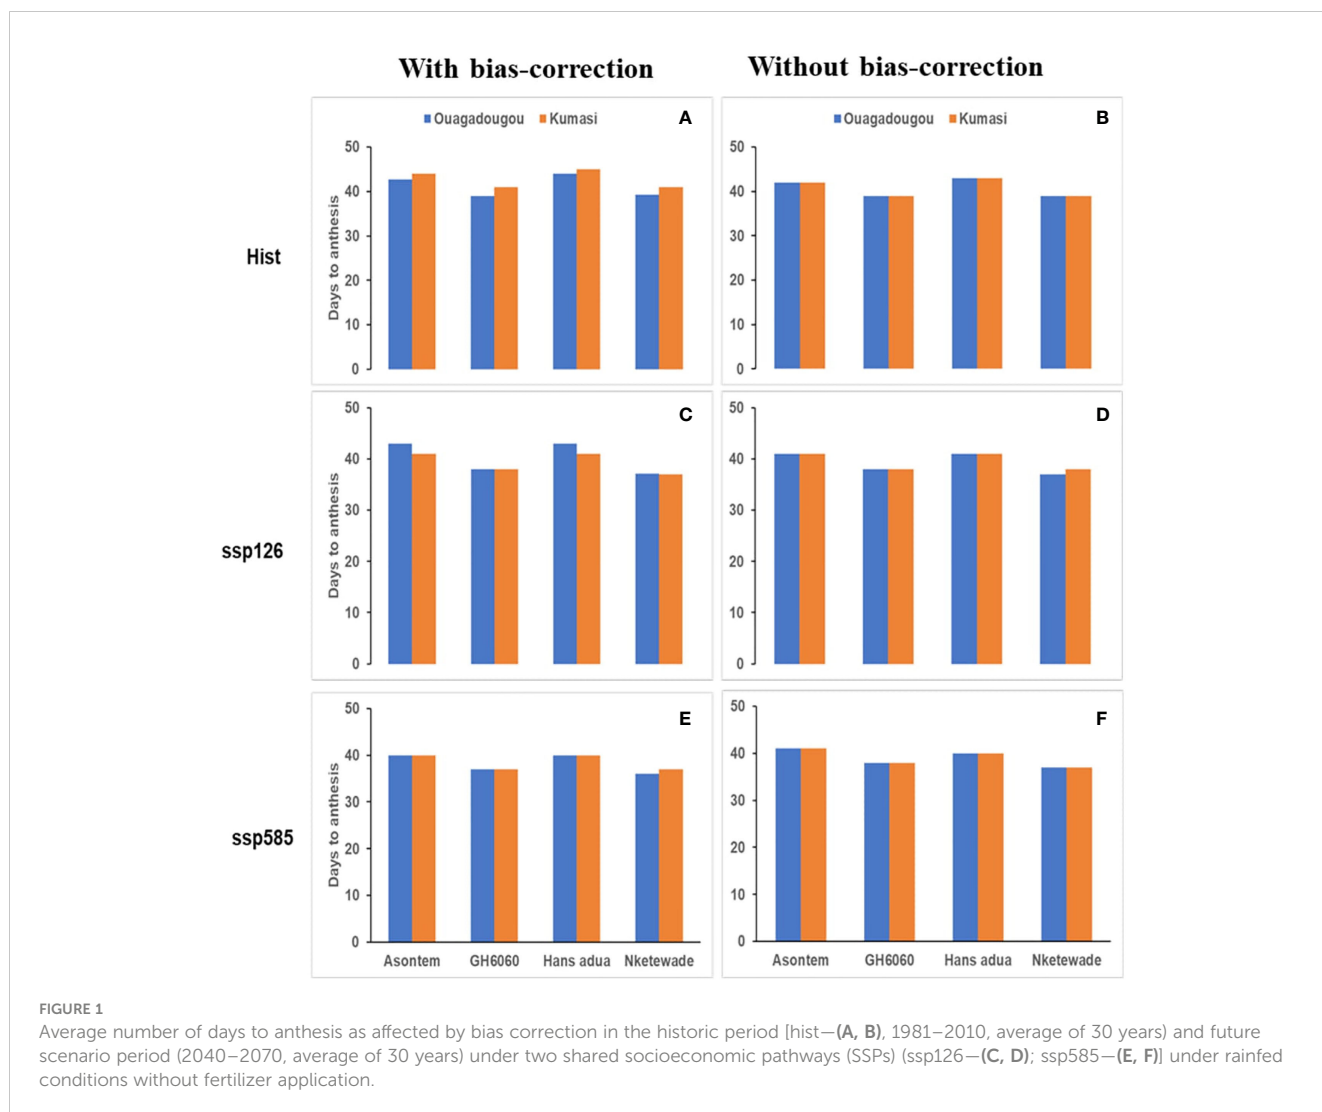 With bias-correction
Without bias-correction
Hist
Ouagadougou Kumasi
A
50
40
30
20
10
0
Days to anthesis
Ouagadougou Kumasi
B
50
40
30
20
10
0
ssp126
C
50
40
30
20
10
0
Days to anthesis
D
50
40
30
20
10
0
ssp585
E
50
40
30
20
10
0
Days to anthesis
Asontem GH6060 Hans adua Nketewade
F
50
40
30
20
10
0
Asontem GH6060 Hans adua Nketewade
FIGURE 1
Average number of days to anthesis as affected by bias correction in the historic period [hist—(A, B), 1981–2010, average of 30 years) and future
scenario period (2040–2070, average of 30 years) under two shared socioeconomic pathways (SSPs) (ssp126—(C, D); ssp585—(E, F)] under rainfed
conditions without fertilizer application.